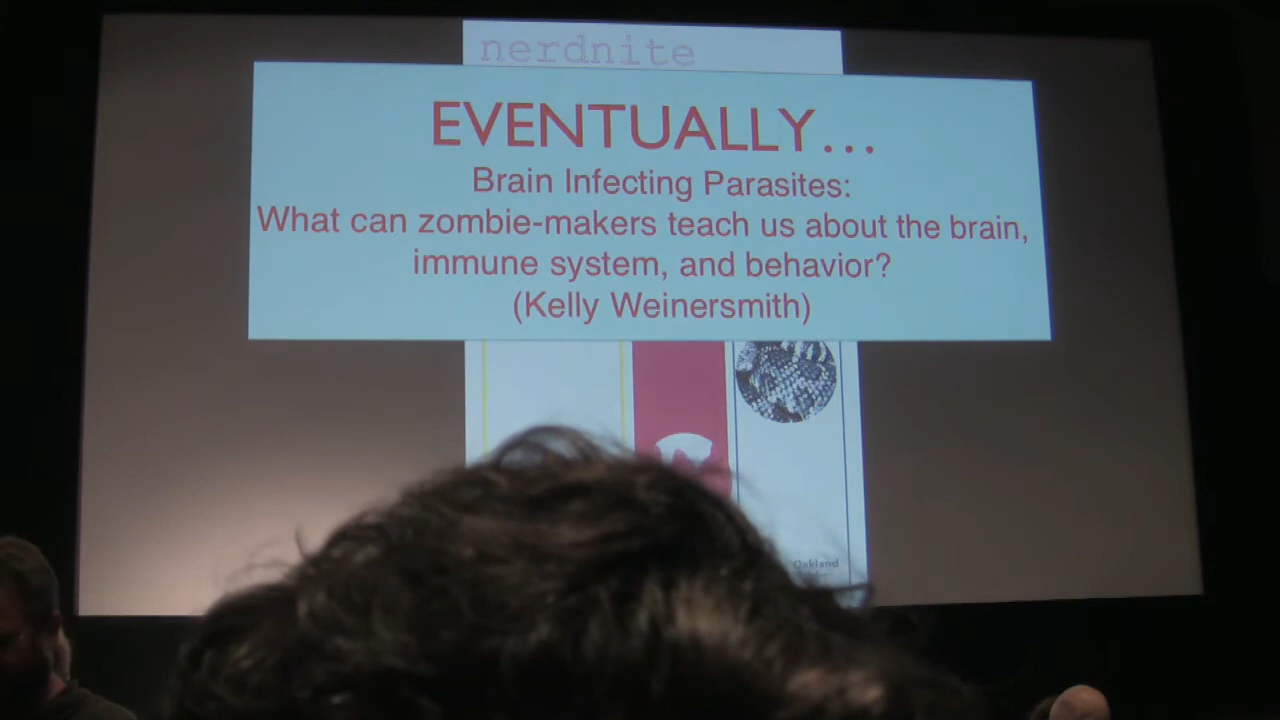 nerdnite
EVENTUALLY...
Brain Infecting Parasites:
What can zombie-makers teach us about the brain,
immune system, and behavior?
(Kelly Weinersmith)
Oakland